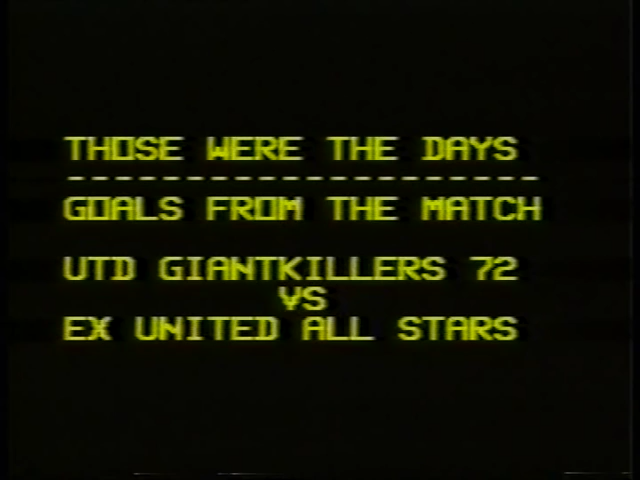 THOSE WERE THE DAYS
--------------------
GOALS FROM THE MATCH
UTD GIANTKILLERS 72
VS
EX UNITED ALL STARS